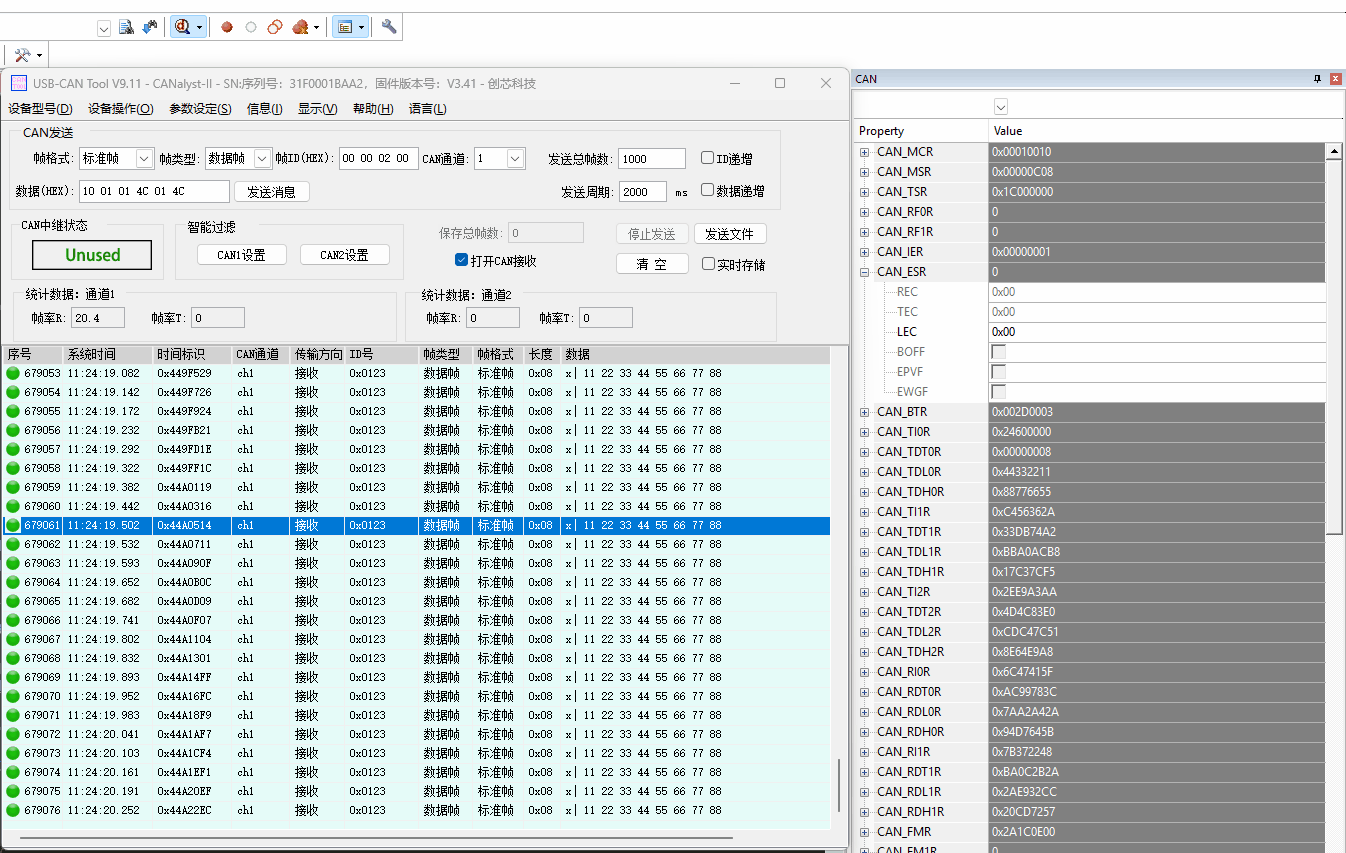 USB-CAN Tool V9.11 - CANalyst-II - SN:序列号: 31F0001BAA2, 固件版本号: V3.41 - 创芯科技
设备型号(D) 设备操作(O) 参数设定(S) 信息(I) 显示(V) 帮助(H) 语言(L)
CAN发送
帧格式: 标准帧 帧类型: 数据帧 帧ID(HEX): 00 00 02 00 CAN通道: 1 发送总帧数: 1000 ID递增
数据(HEX): 10 01 01 4C 01 4C 发送消息 发送周期: 2000 ms 数据递增
CAN中继状态 智能过滤
Unused CAN1设置 CAN2设置
保存总帧数: 0 停止发送 发送文件
打开CAN接收 清 空 实时存储
统计数据: 通道1 统计数据: 通道2
帧率R: 20.4 帧率T: 0 帧率R: 0 帧率T: 0
序号 系统时间 时间标识 CAN通道 传输方向 ID号 帧类型 帧格式 长度 数据
679053 11:24:19.082 0x449F529 ch1 接收 0x0123 数据帧 标准帧 0x08 x| 11 22 33 44 55 66 77 88
679054 11:24:19.142 0x449F726 ch1 接收 0x0123 数据帧 标准帧 0x08 x| 11 22 33 44 55 66 77 88
679055 11:24:19.172 0x449F924 ch1 接收 0x0123 数据帧 标准帧 0x08 x| 11 22 33 44 55 66 77 88
679056 11:24:19.232 0x449FB21 ch1 接收 0x0123 数据帧 标准帧 0x08 x| 11 22 33 44 55 66 77 88
679057 11:24:19.292 0x449FD1E ch1 接收 0x0123 数据帧 标准帧 0x08 x| 11 22 33 44 55 66 77 88
679058 11:24:19.322 0x449FF1C ch1 接收 0x0123 数据帧 标准帧 0x08 x| 11 22 33 44 55 66 77 88
679059 11:24:19.382 0x44A0119 ch1 接收 0x0123 数据帧 标准帧 0x08 x| 11 22 33 44 55 66 77 88
679060 11:24:19.442 0x44A0316 ch1 接收 0x0123 数据帧 标准帧 0x08 x| 11 22 33 44 55 66 77 88
679061 11:24:19.502 0x44A0514 ch1 接收 0x0123 数据帧 标准帧 0x08 x| 11 22 33 44 55 66 77 88
679062 11:24:19.532 0x44A0711 ch1 接收 0x0123 数据帧 标准帧 0x08 x| 11 22 33 44 55 66 77 88
679063 11:24:19.593 0x44A090F ch1 接收 0x0123 数据帧 标准帧 0x08 x| 11 22 33 44 55 66 77 88
679064 11:24:19.652 0x44A0B0C ch1 接收 0x0123 数据帧 标准帧 0x08 x| 11 22 33 44 55 66 77 88
679065 11:24:19.682 0x44A0D09 ch1 接收 0x0123 数据帧 标准帧 0x08 x| 11 22 33 44 55 66 77 88
679066 11:24:19.741 0x44A0F07 ch1 接收 0x0123 数据帧 标准帧 0x08 x| 11 22 33 44 55 66 77 88
679067 11:24:19.802 0x44A1104 ch1 接收 0x0123 数据帧 标准帧 0x08 x| 11 22 33 44 55 66 77 88
679068 11:24:19.832 0x44A1301 ch1 接收 0x0123 数据帧 标准帧 0x08 x| 11 22 33 44 55 66 77 88
679069 11:24:19.893 0x44A14FF ch1 接收 0x0123 数据帧 标准帧 0x08 x| 11 22 33 44 55 66 77 88
679070 11:24:19.952 0x44A16FC ch1 接收 0x0123 数据帧 标准帧 0x08 x| 11 22 33 44 55 66 77 88
679071 11:24:19.983 0x44A18F9 ch1 接收 0x0123 数据帧 标准帧 0x08 x| 11 22 33 44 55 66 77 88
679072 11:24:20.041 0x44A1AF7 ch1 接收 0x0123 数据帧 标准帧 0x08 x| 11 22 33 44 55 66 77 88
679073 11:24:20.103 0x44A1CF4 ch1 接收 0x0123 数据帧 标准帧 0x08 x| 11 22 33 44 55 66 77 88
679074 11:24:20.161 0x44A1EF1 ch1 接收 0x0123 数据帧 标准帧 0x08 x| 11 22 33 44 55 66 77 88
679075 11:24:20.191 0x44A20EF ch1 接收 0x0123 数据帧 标准帧 0x08 x| 11 22 33 44 55 66 77 88
679076 11:24:20.252 0x44A22EC ch1 接收 0x0123 数据帧 标准帧 0x08 x| 11 22 33 44 55 66 77 88
CAN
Property Value
CAN_MCR 0x00010010
CAN_MSR 0x00000C08
CAN_TSR 0x1C000000
CAN_RF0R 0
CAN_RF1R 0
CAN_IER 0x00000001
CAN_ESR 0
REC 0x00
TEC 0x00
LEC 0x00
BOFF
EPVF
EWGF
CAN_BTR 0x002D0003
CAN_TI0R 0x24600000
CAN_TDT0R 0x00000008
CAN_TDL0R 0x44332211
CAN_TDH0R 0x88776655
CAN_TI1R 0xC456362A
CAN_TDT1R 0x33DB74A2
CAN_TDL1R 0xBBA0ACB8
CAN_TDH1R 0x17C37CF5
CAN_TI2R 0x2EE9A3AA
CAN_TDT2R 0x4D4C83E0
CAN_TDL2R 0xCDC47C51
CAN_TDH2R 0x8E64E9A8
CAN_RI0R 0x6C47415F
CAN_RDT0R 0xAC99783C
CAN_RDL0R 0x7AA2A42A
CAN_RDH0R 0x94D7645B
CAN_RI1R 0x7B372248
CAN_RDT1R 0xBA0C2B2A
CAN_RDL1R 0x2AE932CC
CAN_RDH1R 0x20CD7257
CAN_FMR 0x2A1C0E00
CAN_FM1R 0